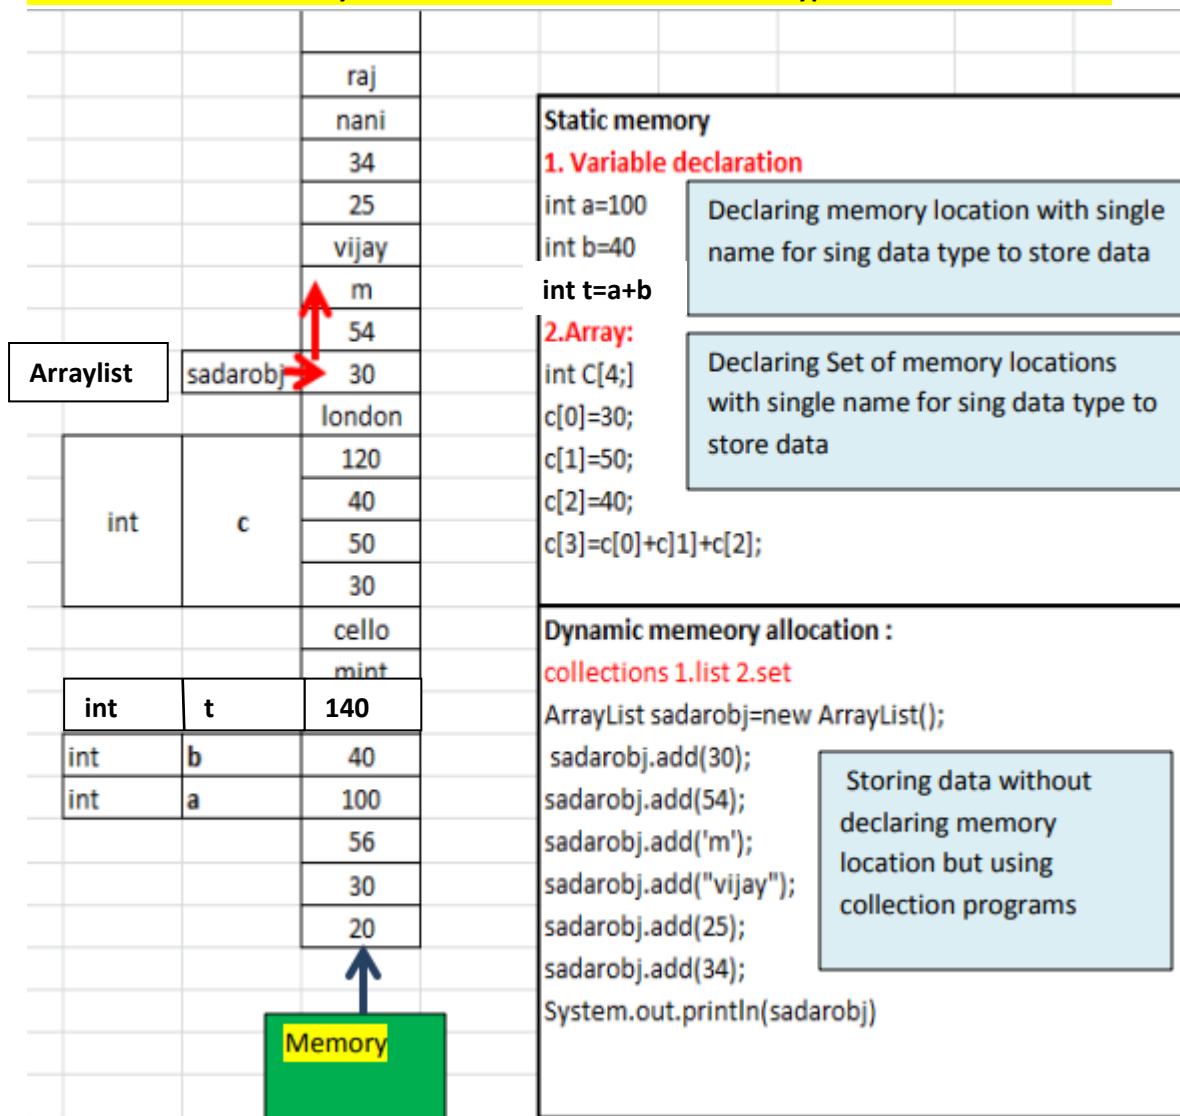 raj
nani
34
25
vijay
m
54
Arraylist sadarobj 30
london
120
40
int c
50
30
cello
mint
int t 140
int b 40
int a 100
56
30
20
Memory
Static memory
1. Variable declaration
int a=100
int b=40
int t=a+b
Declaring memory location with single
name for sing data type to store data
2.Array:
int C[4;]
c[0]=30;
c[1]=50;
c[2]=40;
c[3]=c[0]+c]1]+c[2];
Declaring Set of memory locations
with single name for sing data type to
store data
Dynamic memeory allocation :
collections 1.list 2.set
ArrayList sadarobj=new ArrayList();
sadarobj.add(30);
sadarobj.add(54);
sadarobj.add('m');
sadarobj.add("vijay");
sadarobj.add(25);
sadarobj.add(34);
System.out.println(sadarobj)
Storing data without
declaring memory
location but using
collection programs